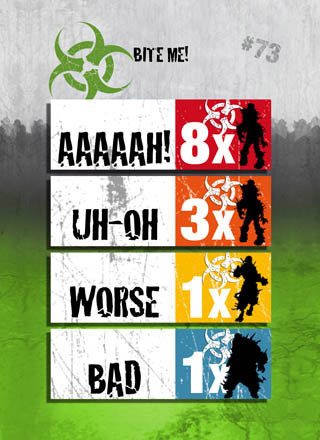 BITE ME!
#73
AAAAAH! 8x
UH-OH 3x
WORSE 1x
BAD 1x